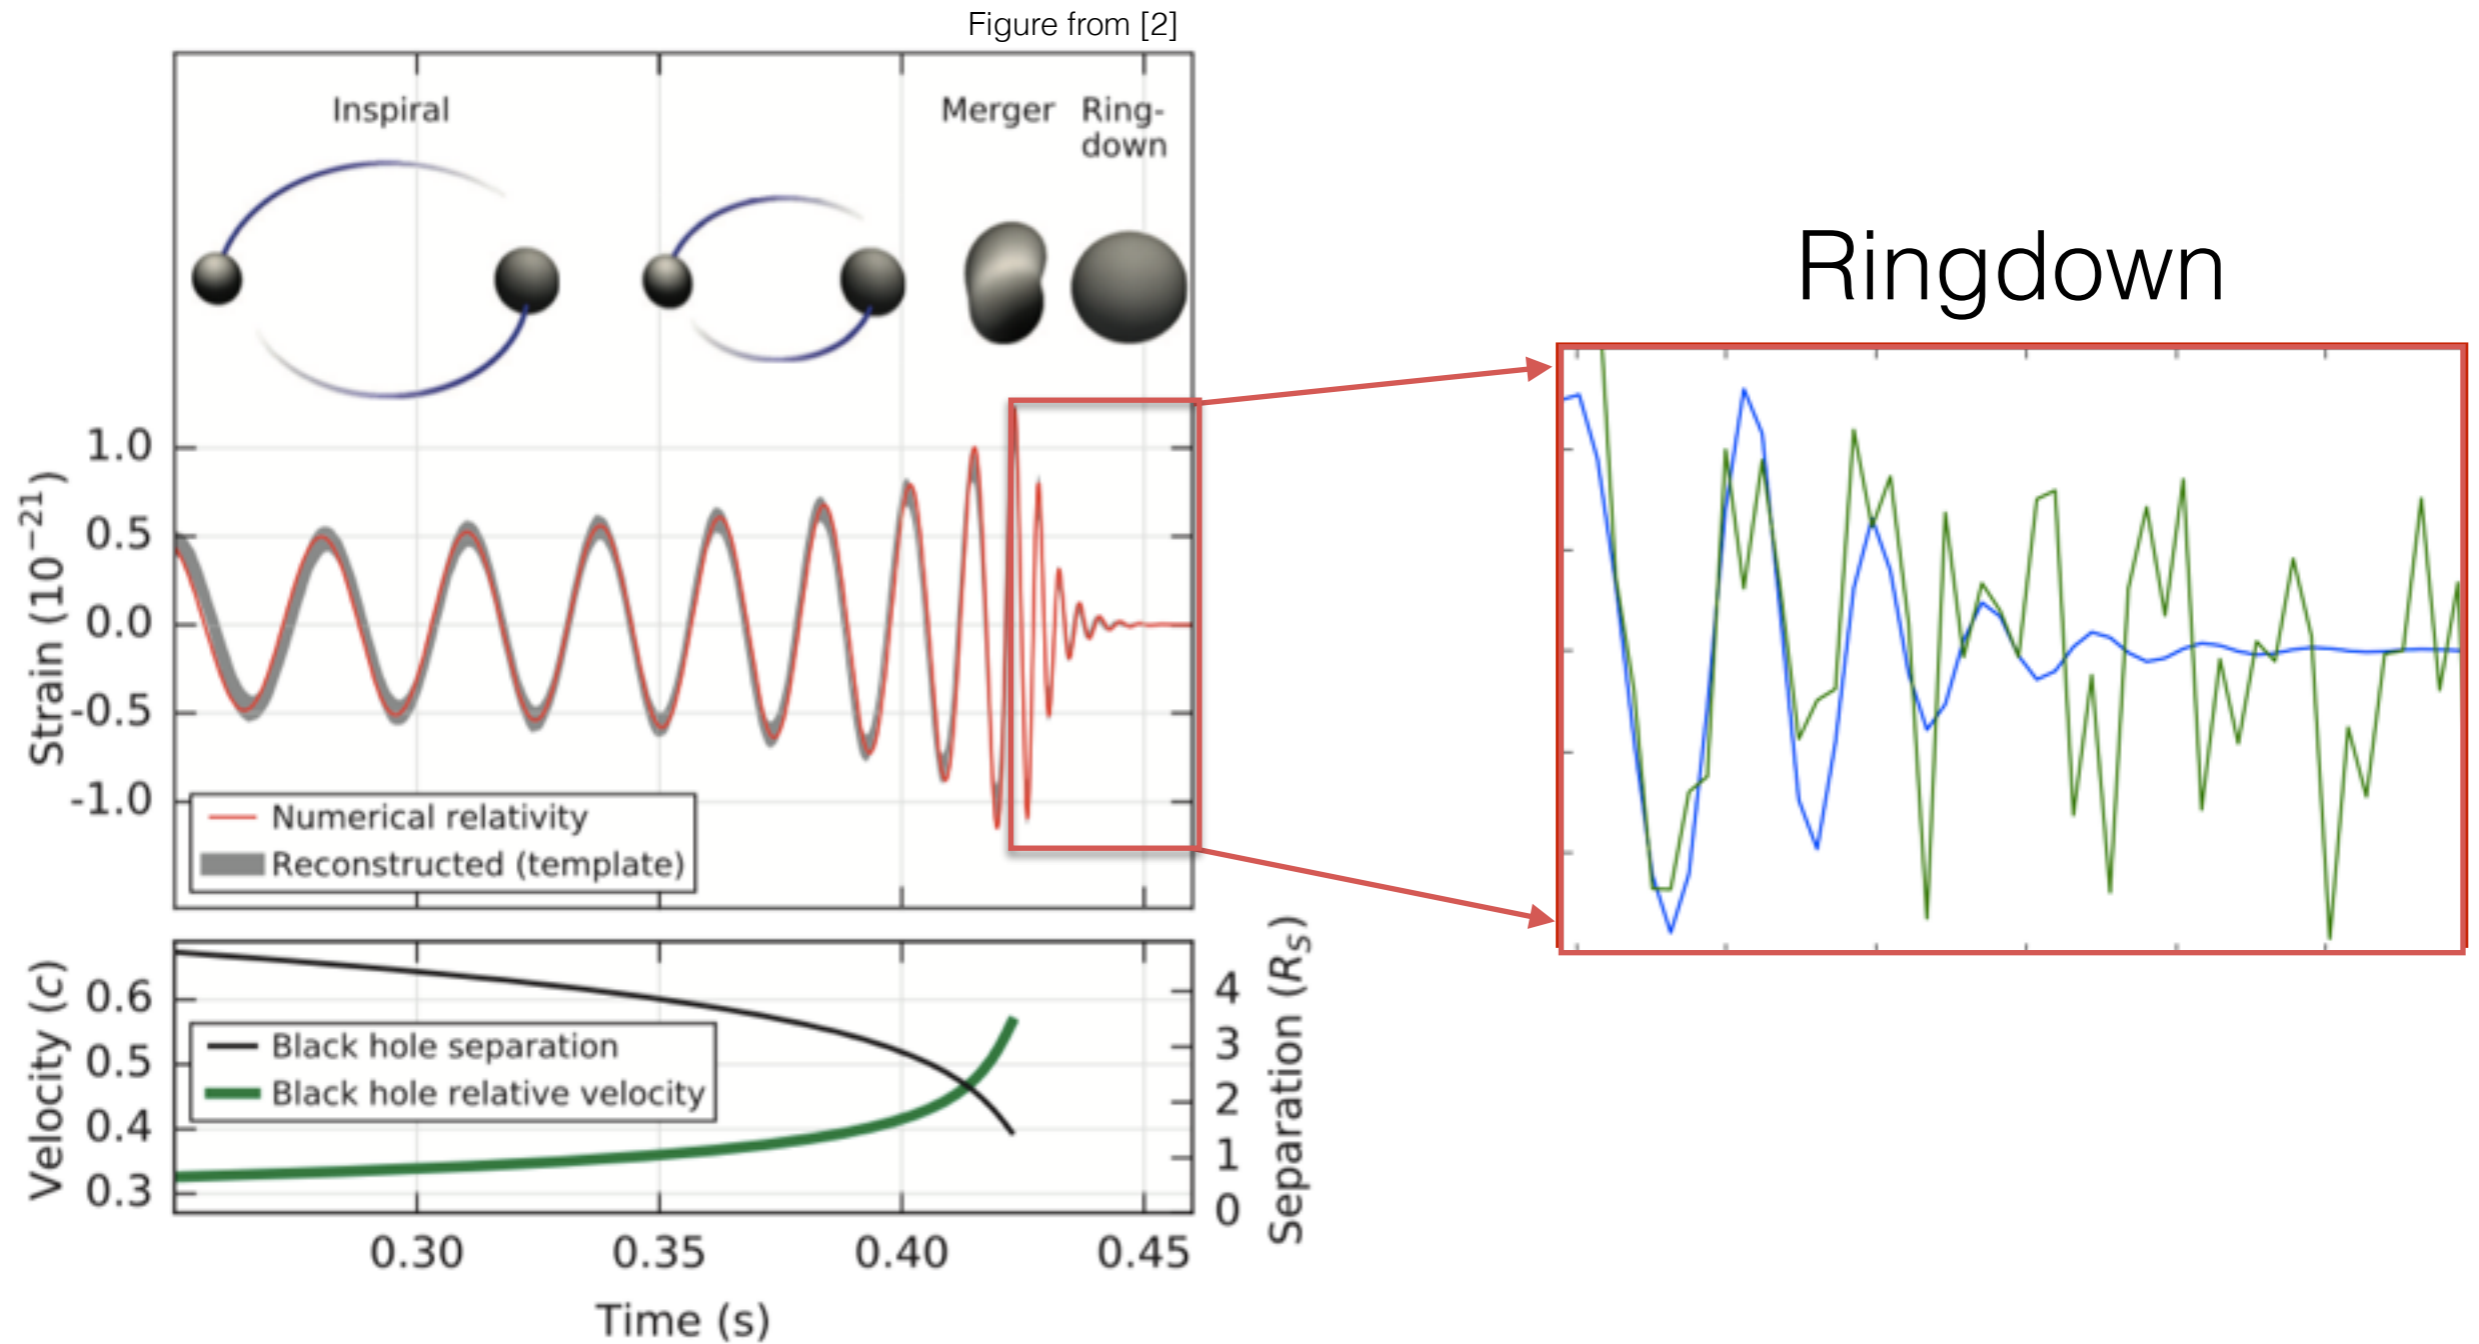 Figure from [2]
Inspiral
Merger
Ring-
down
Ringdown
Strain (10⁻²¹)
1.0
0.5
0.0
-0.5
-1.0
Numerical relativity
Reconstructed (template)
Velocity (c)
0.6
0.5
0.4
0.3
Black hole separation
Black hole relative velocity
4
3
2
1
0
Separation (R_S)
0.30 0.35 0.40 0.45
Time (s)